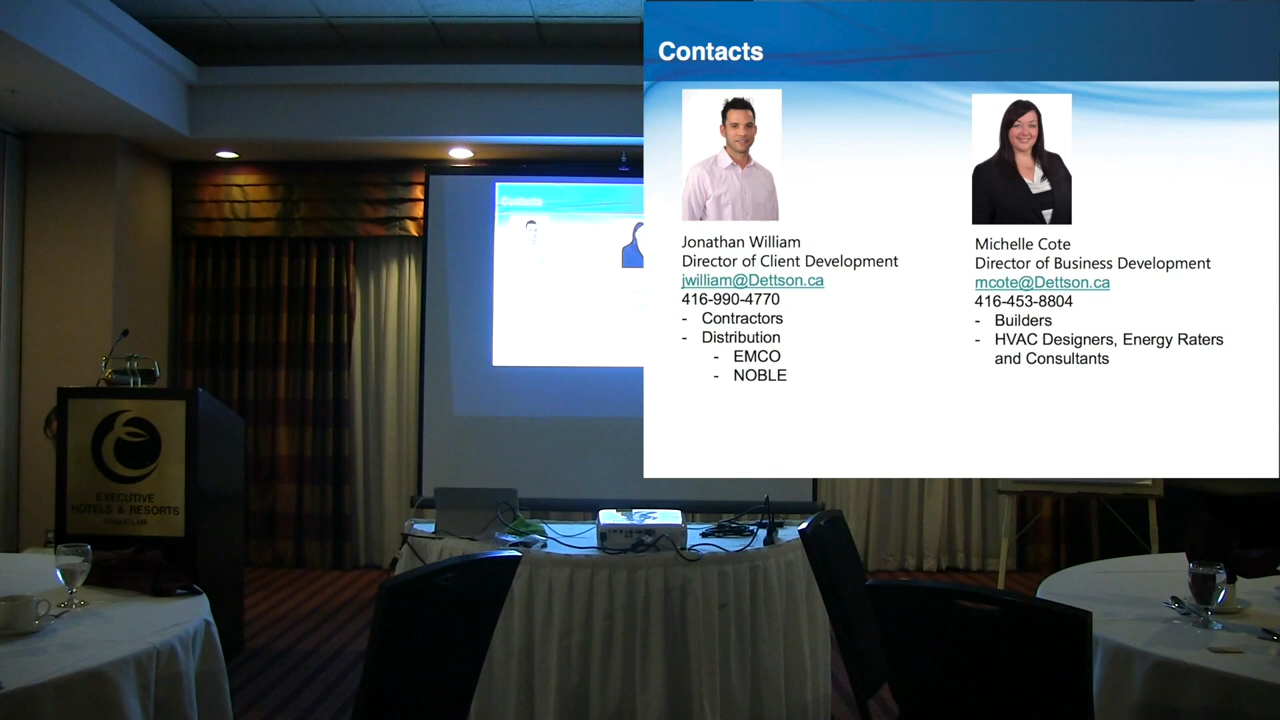 Contacts
Jonathan William
Director of Client Development
jwilliam@Dettson.ca
416-990-4770
- Contractors
- Distribution
- EMCO
- NOBLE
Michelle Cote
Director of Business Development
mcote@Dettson.ca
416-453-8804
- Builders
- HVAC Designers, Energy Raters
and Consultants
Contacts
EXECUTIVE
HOTELS & RESORTS
COQUITLAM